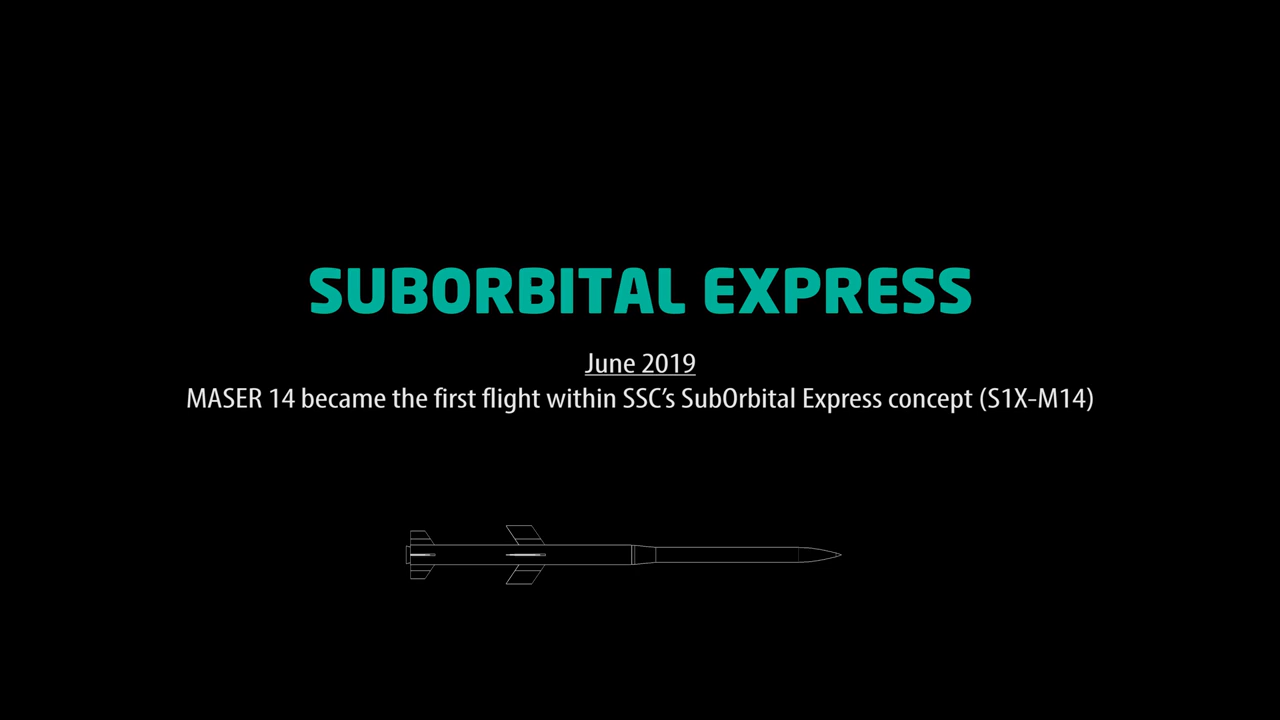 SUBORBITAL EXPRESS
June 2019
MASER 14 became the first flight within SSC’s SubOrbital Express concept (S1X-M14)